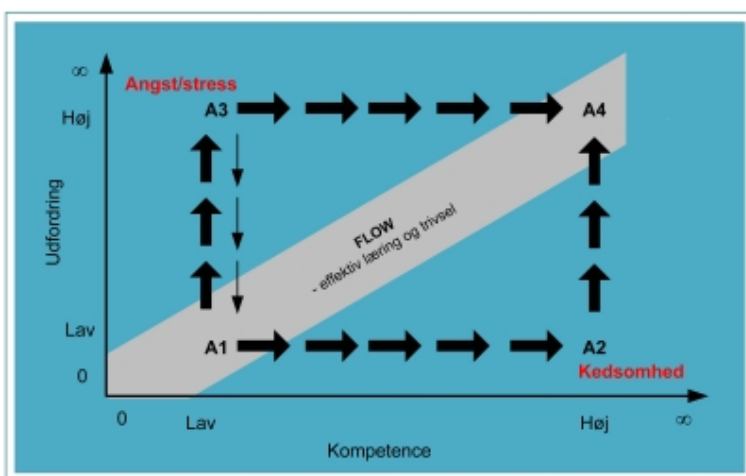 ∞
Angst/stress
Høj
A3
A4
Udfordring
FLOW
- effektiv læring og trivsel
Lav
A1
A2
0
Kedsomhed
0
Lav
Høj
∞
Kompetence